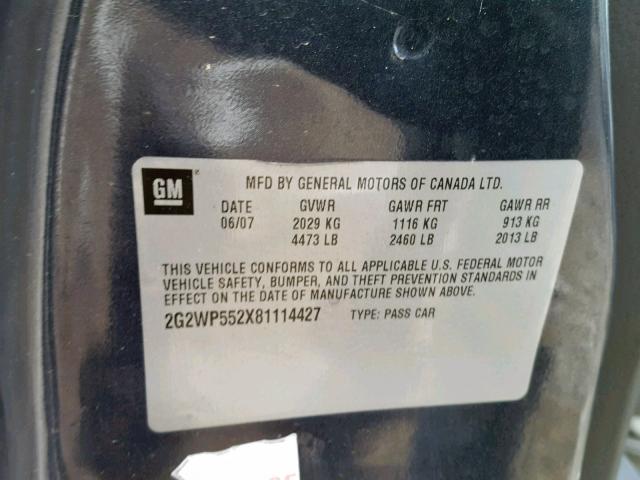 GM
MFD BY GENERAL MOTORS OF CANADA LTD.
DATE GVWR GAWR FRT GAWR RR
06/07 2029 KG 1116 KG 913 KG
4473 LB 2460 LB 2013 LB
THIS VEHICLE CONFORMS TO ALL APPLICABLE U.S. FEDERAL MOTOR
VEHICLE SAFETY, BUMPER, AND THEFT PREVENTION STANDARDS IN
EFFECT ON THE DATE OF MANUFACTURE SHOWN ABOVE.
2G2WP552X81114427 TYPE: PASS CAR